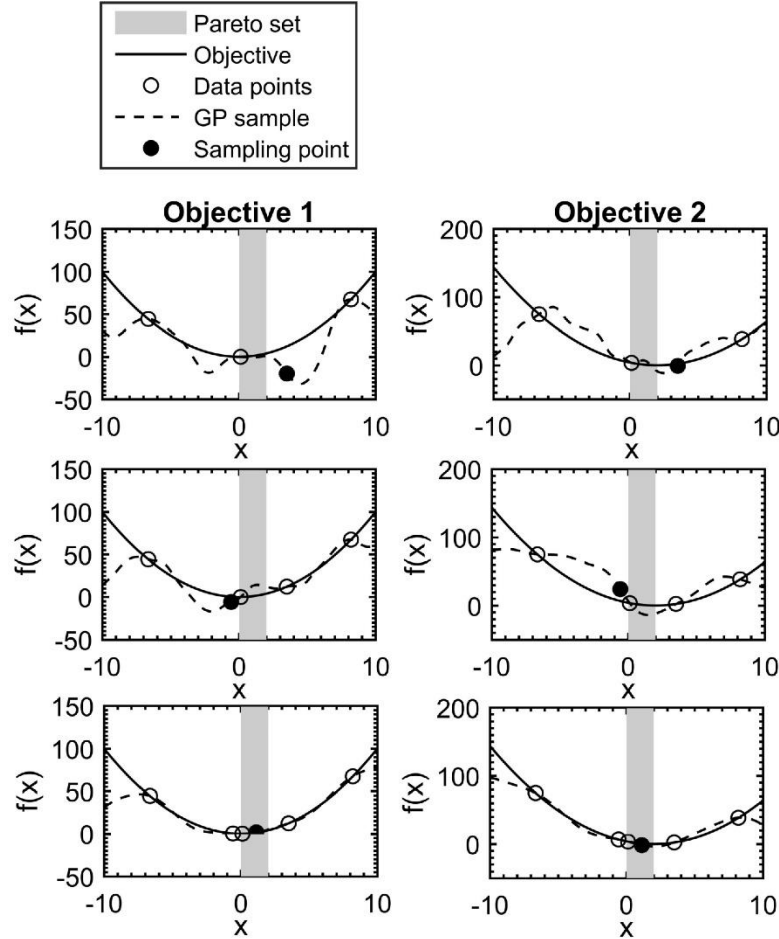 Pareto set
Objective
Data points
GP sample
Sampling point
Objective 1
Objective 2
150
100
50
0
-50
f(x)
-10
0
10
x
200
100
0
f(x)
-10
0
10
x
150
100
50
0
-50
f(x)
-10
0
10
x
200
100
0
f(x)
-10
0
10
x
150
100
50
0
-50
f(x)
-10
0
10
x
200
100
0
f(x)
-10
0
10
x